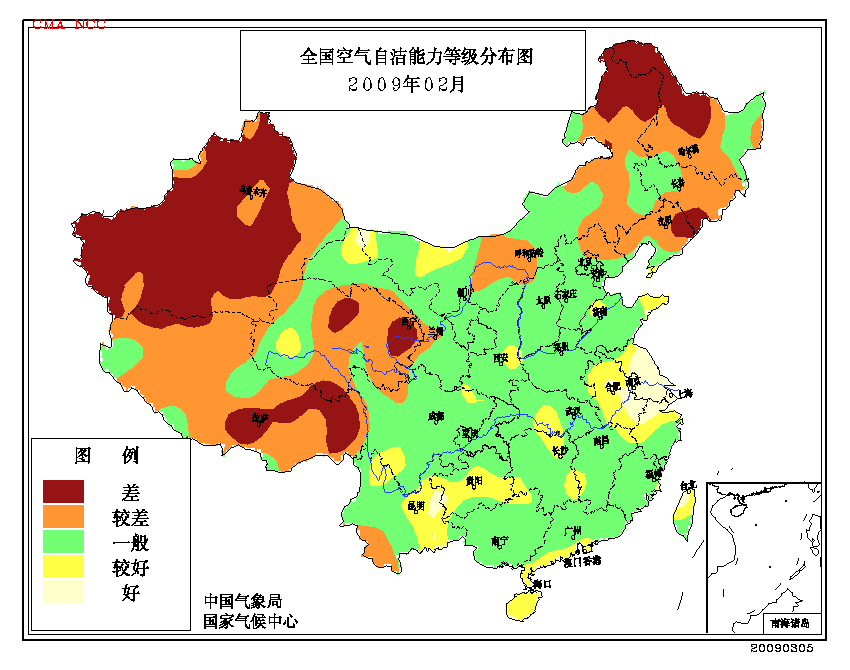 CMA NCC
全国空气自洁能力等级分布图
2009年02月
哈尔滨
长春
乌鲁木齐
沈阳
呼和浩特
北京
天津
银川
太原
石家庄
济南
西宁
兰州
西安
郑州
合肥
南京
上海
拉萨
成都
武汉
重庆
南昌
长沙
贵阳
福州
台北
昆明
南宁
广州
澳门 香港
海口
图 例
差
较差
一般
较好
好
中国气象局
国家气候中心
南海诸岛
20090305